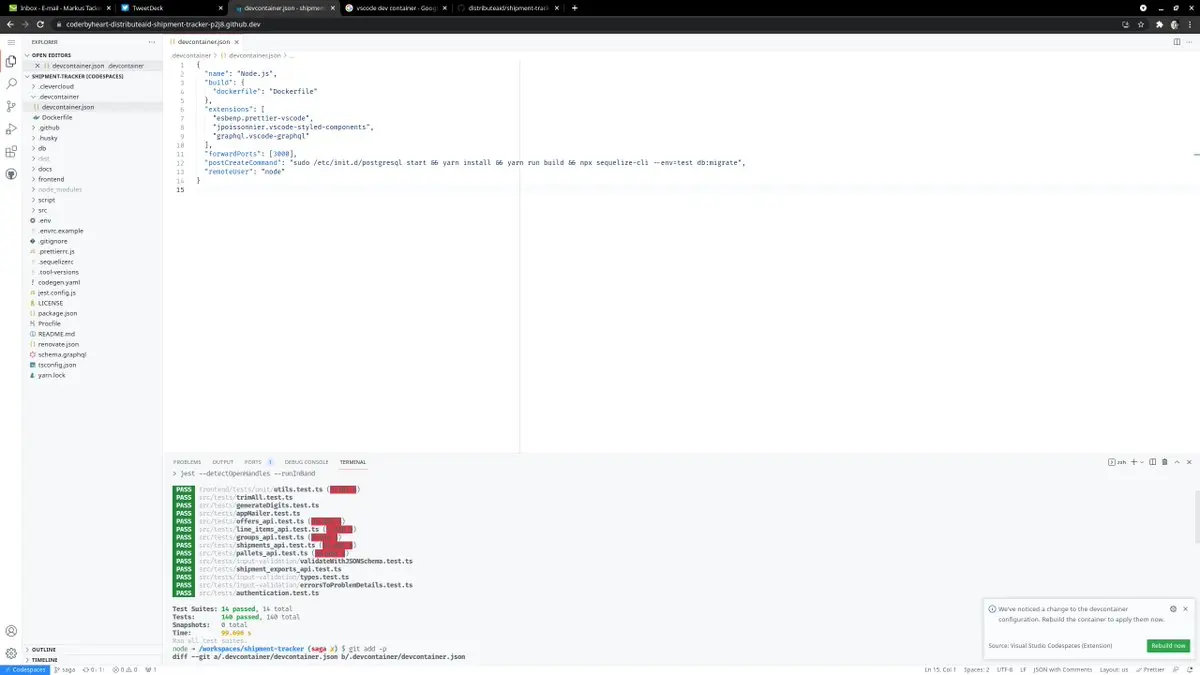 Inbox - E-mail - Markus Tacke
TweetDeck
devcontainer.json - shipmen
vscode dev container - Goog
distributeaid/shipment-trac
coderbyheart-distributeaid-shipment-tracker-p2j8.github.dev
EXPLORER
OPEN EDITORS
devcontainer.json .devcontainer
SHIPMENT-TRACKER [CODESPACES]
.clevercloud
.devcontainer
devcontainer.json
Dockerfile
.github
.husky
db
dist
docs
frontend
node_modules
script
src
.env
.envrc.example
.gitignore
.prettierrc.js
.sequelizerc
.tool-versions
codegen.yaml
jest.config.js
LICENSE
package.json
Procfile
README.md
renovate.json
schema.graphql
tsconfig.json
yarn.lock
OUTLINE
TIMELINE
devcontainer.json
.devcontainer > devcontainer.json > ...
1 {
2 "name": "Node.js",
3 "build": {
4 "dockerfile": "Dockerfile"
5 },
6 "extensions": [
7 "esbenp.prettier-vscode",
8 "jpoissonnier.vscode-styled-components",
9 "graphql.vscode-graphql"
10 ],
11 "forwardPorts": [3000],
12 "postCreateCommand": "sudo /etc/init.d/postgresql start && yarn install && yarn run build && npx sequelize-cli --env=test db:migrate",
13 "remoteUser": "node"
14 }
15
PROBLEMS OUTPUT PORTS 1 DEBUG CONSOLE TERMINAL
zsh
> jest --detectOpenHandles --runInBand
PASS frontend/tests/unit/utils.test.ts
PASS src/tests/trimAll.test.ts
PASS src/tests/generateDigits.test.ts
PASS src/tests/appMailer.test.ts
PASS src/tests/offers_api.test.ts
PASS src/tests/line_items_api.test.ts
PASS src/tests/groups_api.test.ts
PASS src/tests/shipments_api.test.ts
PASS src/tests/pallets_api.test.ts
PASS src/tests/input-validation/validateWithJSONSchema.test.ts
PASS src/tests/shipment_exports_api.test.ts
PASS src/tests/input-validation/types.test.ts
PASS src/tests/input-validation/errorsToProblemDetails.test.ts
PASS src/tests/authentication.test.ts
Test Suites: 14 passed, 14 total
Tests: 140 passed, 140 total
Snapshots: 0 total
Time: 99.698 s
Ran all test suites.
node → /workspaces/shipment-tracker (saga ✗) $ git add -p
diff --git a/.devcontainer/devcontainer.json b/.devcontainer/devcontainer.json
We've noticed a change to the devcontainer
configuration. Rebuild the container to apply them now.
Source: Visual Studio Codespaces (Extension)
Rebuild now
Codespaces saga 0↓ 1↑ 0 0 1
Ln 15, Col 1 Spaces: 2 UTF-8 LF JSON with Comments Layout: us Prettier